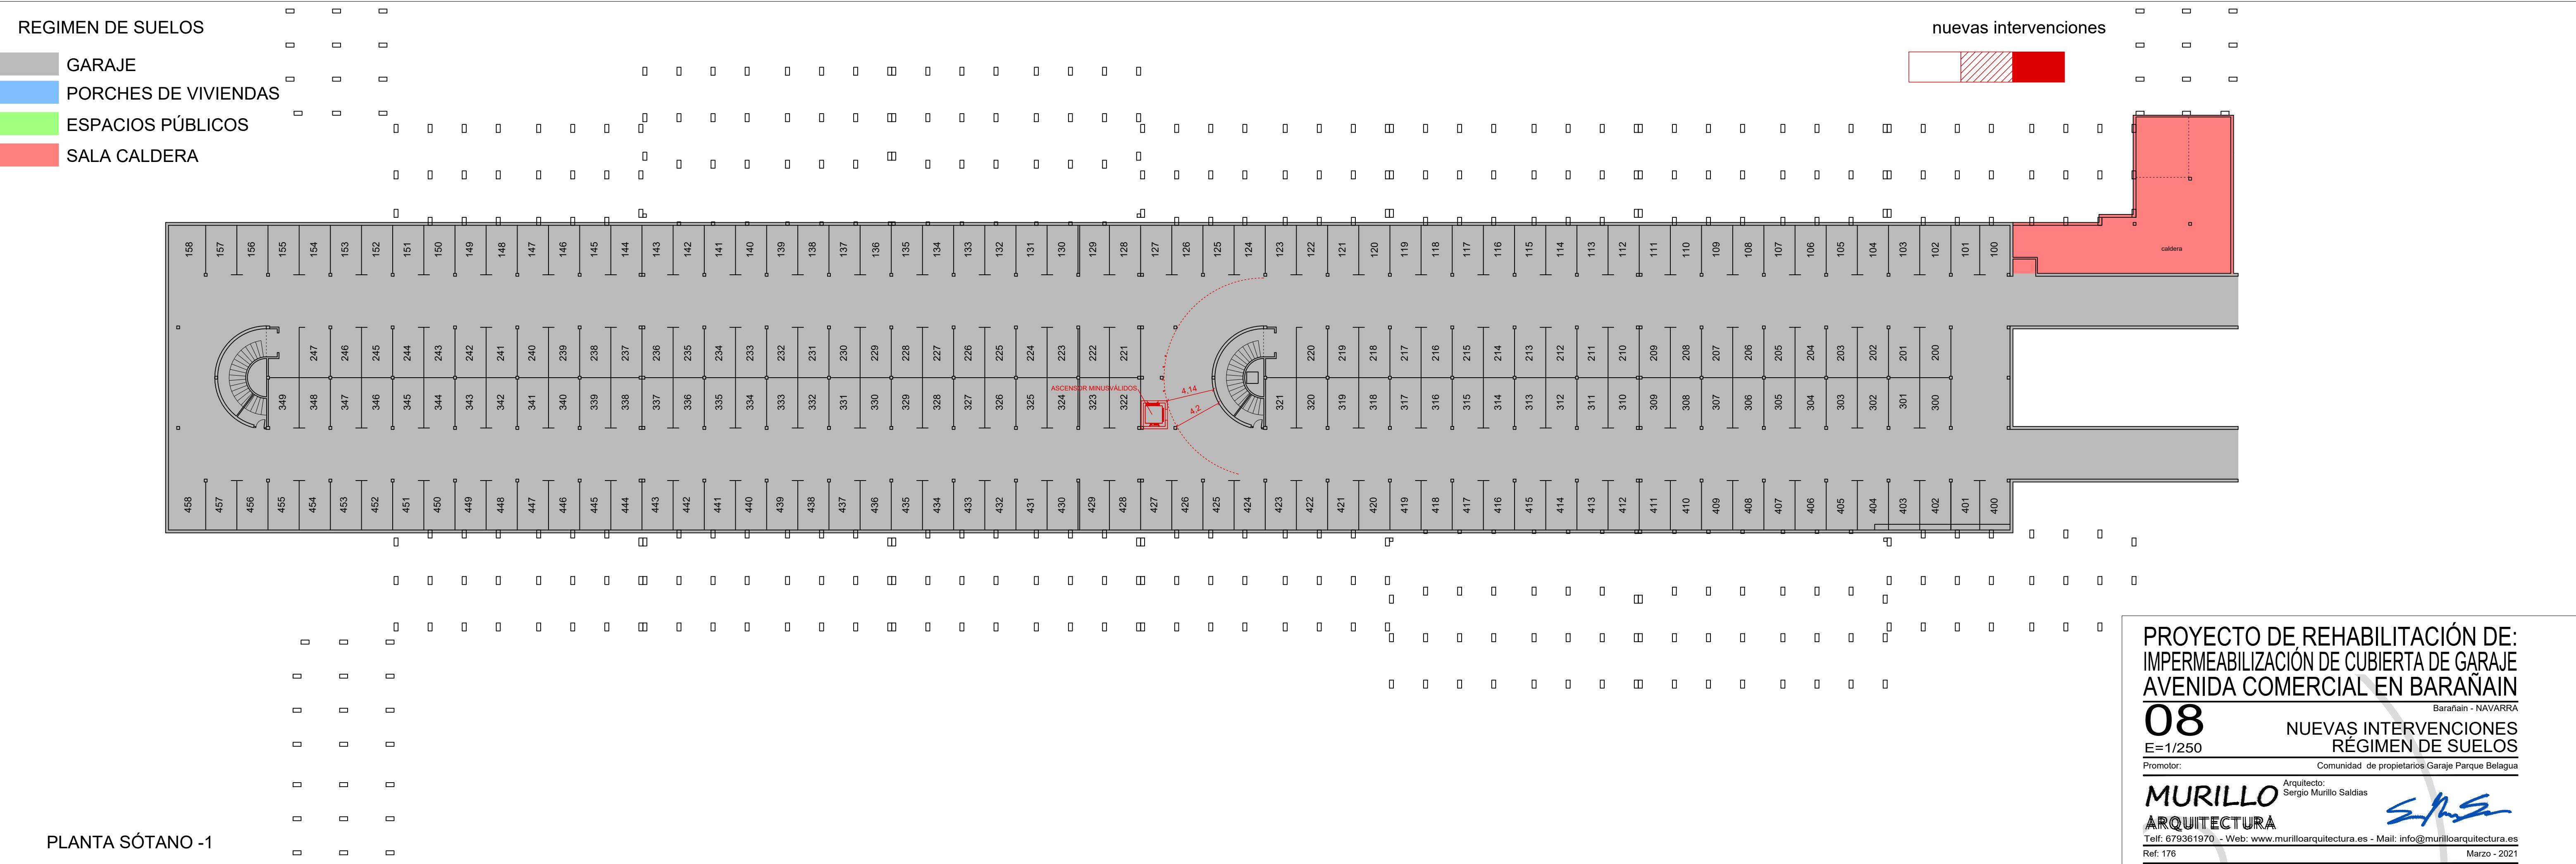 REGIMEN DE SUELOS
GARAJE
PORCHES DE VIVIENDAS
ESPACIOS PÚBLICOS
SALA CALDERA
nuevas intervenciones
caldera
158 157 156 155 154 153 152 151 150 149 148 147 146 145 144 143 142 141 140 139 138 137 136 135 134 133 132 131 130 129 128 127 126 125 124 123 122 121 120 119 118 117 116 115 114 113 112 111 110 109 108 107 106 105 104 103 102 101 100
247 246 245 244 243 242 241 240 239 238 237 236 235 234 233 232 231 230 229 228 227 226 225 224 223 222 221 220 219 218 217 216 215 214 213 212 211 210 209 208 207 206 205 204 203 202 201 200
ASCENSOR MINUSVÁLIDOS
4.14
4.2
349 348 347 346 345 344 343 342 341 340 339 338 337 336 335 334 333 332 331 330 329 328 327 326 325 324 323 322 321 320 319 318 317 316 315 314 313 312 311 310 309 308 307 306 305 304 303 302 301 300
458 457 456 455 454 453 452 451 450 449 448 447 446 445 444 443 442 441 440 439 438 437 436 435 434 433 432 431 430 429 428 427 426 425 424 423 422 421 420 419 418 417 416 415 414 413 412 411 410 409 408 407 406 405 404 403 402 401 400
PLANTA SÓTANO -1
PROYECTO DE REHABILITACIÓN DE:
IMPERMEABILIZACIÓN DE CUBIERTA DE GARAJE
AVENIDA COMERCIAL EN BARAÑAIN
Barañain - NAVARRA
08
NUEVAS INTERVENCIONES
E=1/250
RÉGIMEN DE SUELOS
Promotor:
Comunidad de propietarios Garaje Parque Belagua
MURILLO
ARQUITECTURA
Arquitecto:
Sergio Murillo Saldias
Telf: 679361970 - Web: www.murilloarquitectura.es - Mail: info@murilloarquitectura.es
Ref: 176
Marzo - 2021